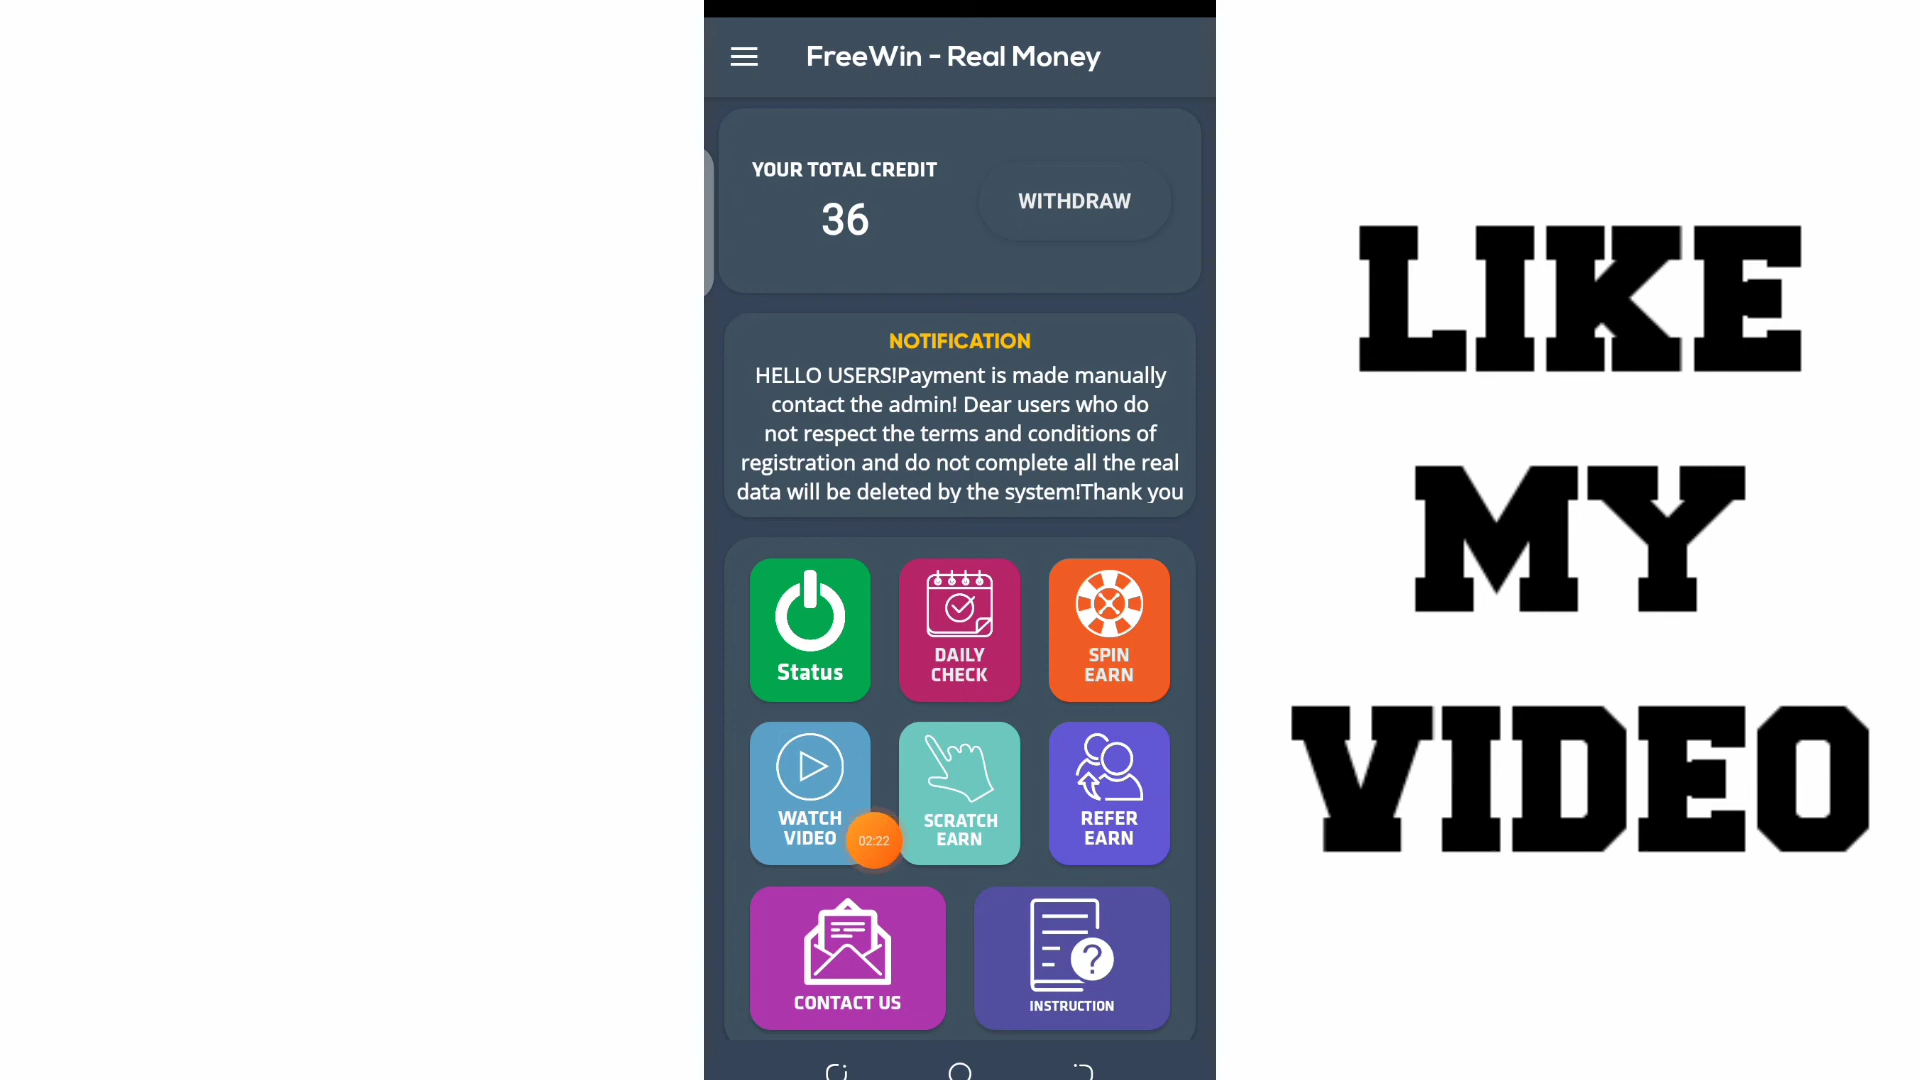 FreeWin - Real Money
YOUR TOTAL CREDIT
36
WITHDRAW
NOTIFICATION
HELLO USERS!Payment is made manually
contact the admin! Dear users who do
not respect the terms and conditions of
registration and do not complete all the real
data will be deleted by the system!Thank you
Status
DAILY
CHECK
SPIN
EARN
WATCH
VIDEO
02:22
SCRATCH
EARN
REFER
EARN
CONTACT US
?
INSTRUCTION
LIKE
MY
VIDEO